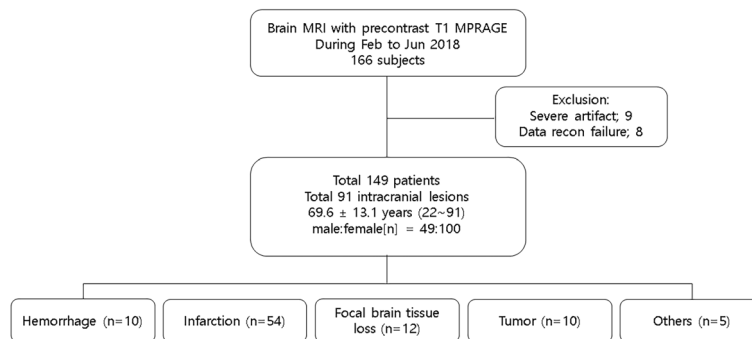 Brain MRI with precontrast T1 MPRAGE
During Feb to Jun 2018
166 subjects
Exclusion:
Severe artifact; 9
Data recon failure; 8
Total 149 patients
Total 91 intracranial lesions
69.6 ± 13.1 years (22~91)
male:female[n] = 49:100
Hemorrhage (n=10)
Infarction (n=54)
Focal brain tissue
loss (n=12)
Tumor (n=10)
Others (n=5)